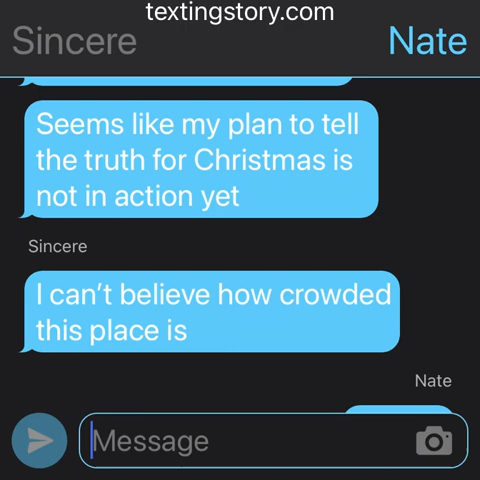 textingstory.com
Sincere
Nate
Seems like my plan to tell
the truth for Christmas is
not in action yet
Sincere
I can't believe how crowded
this place is
Nate
Message